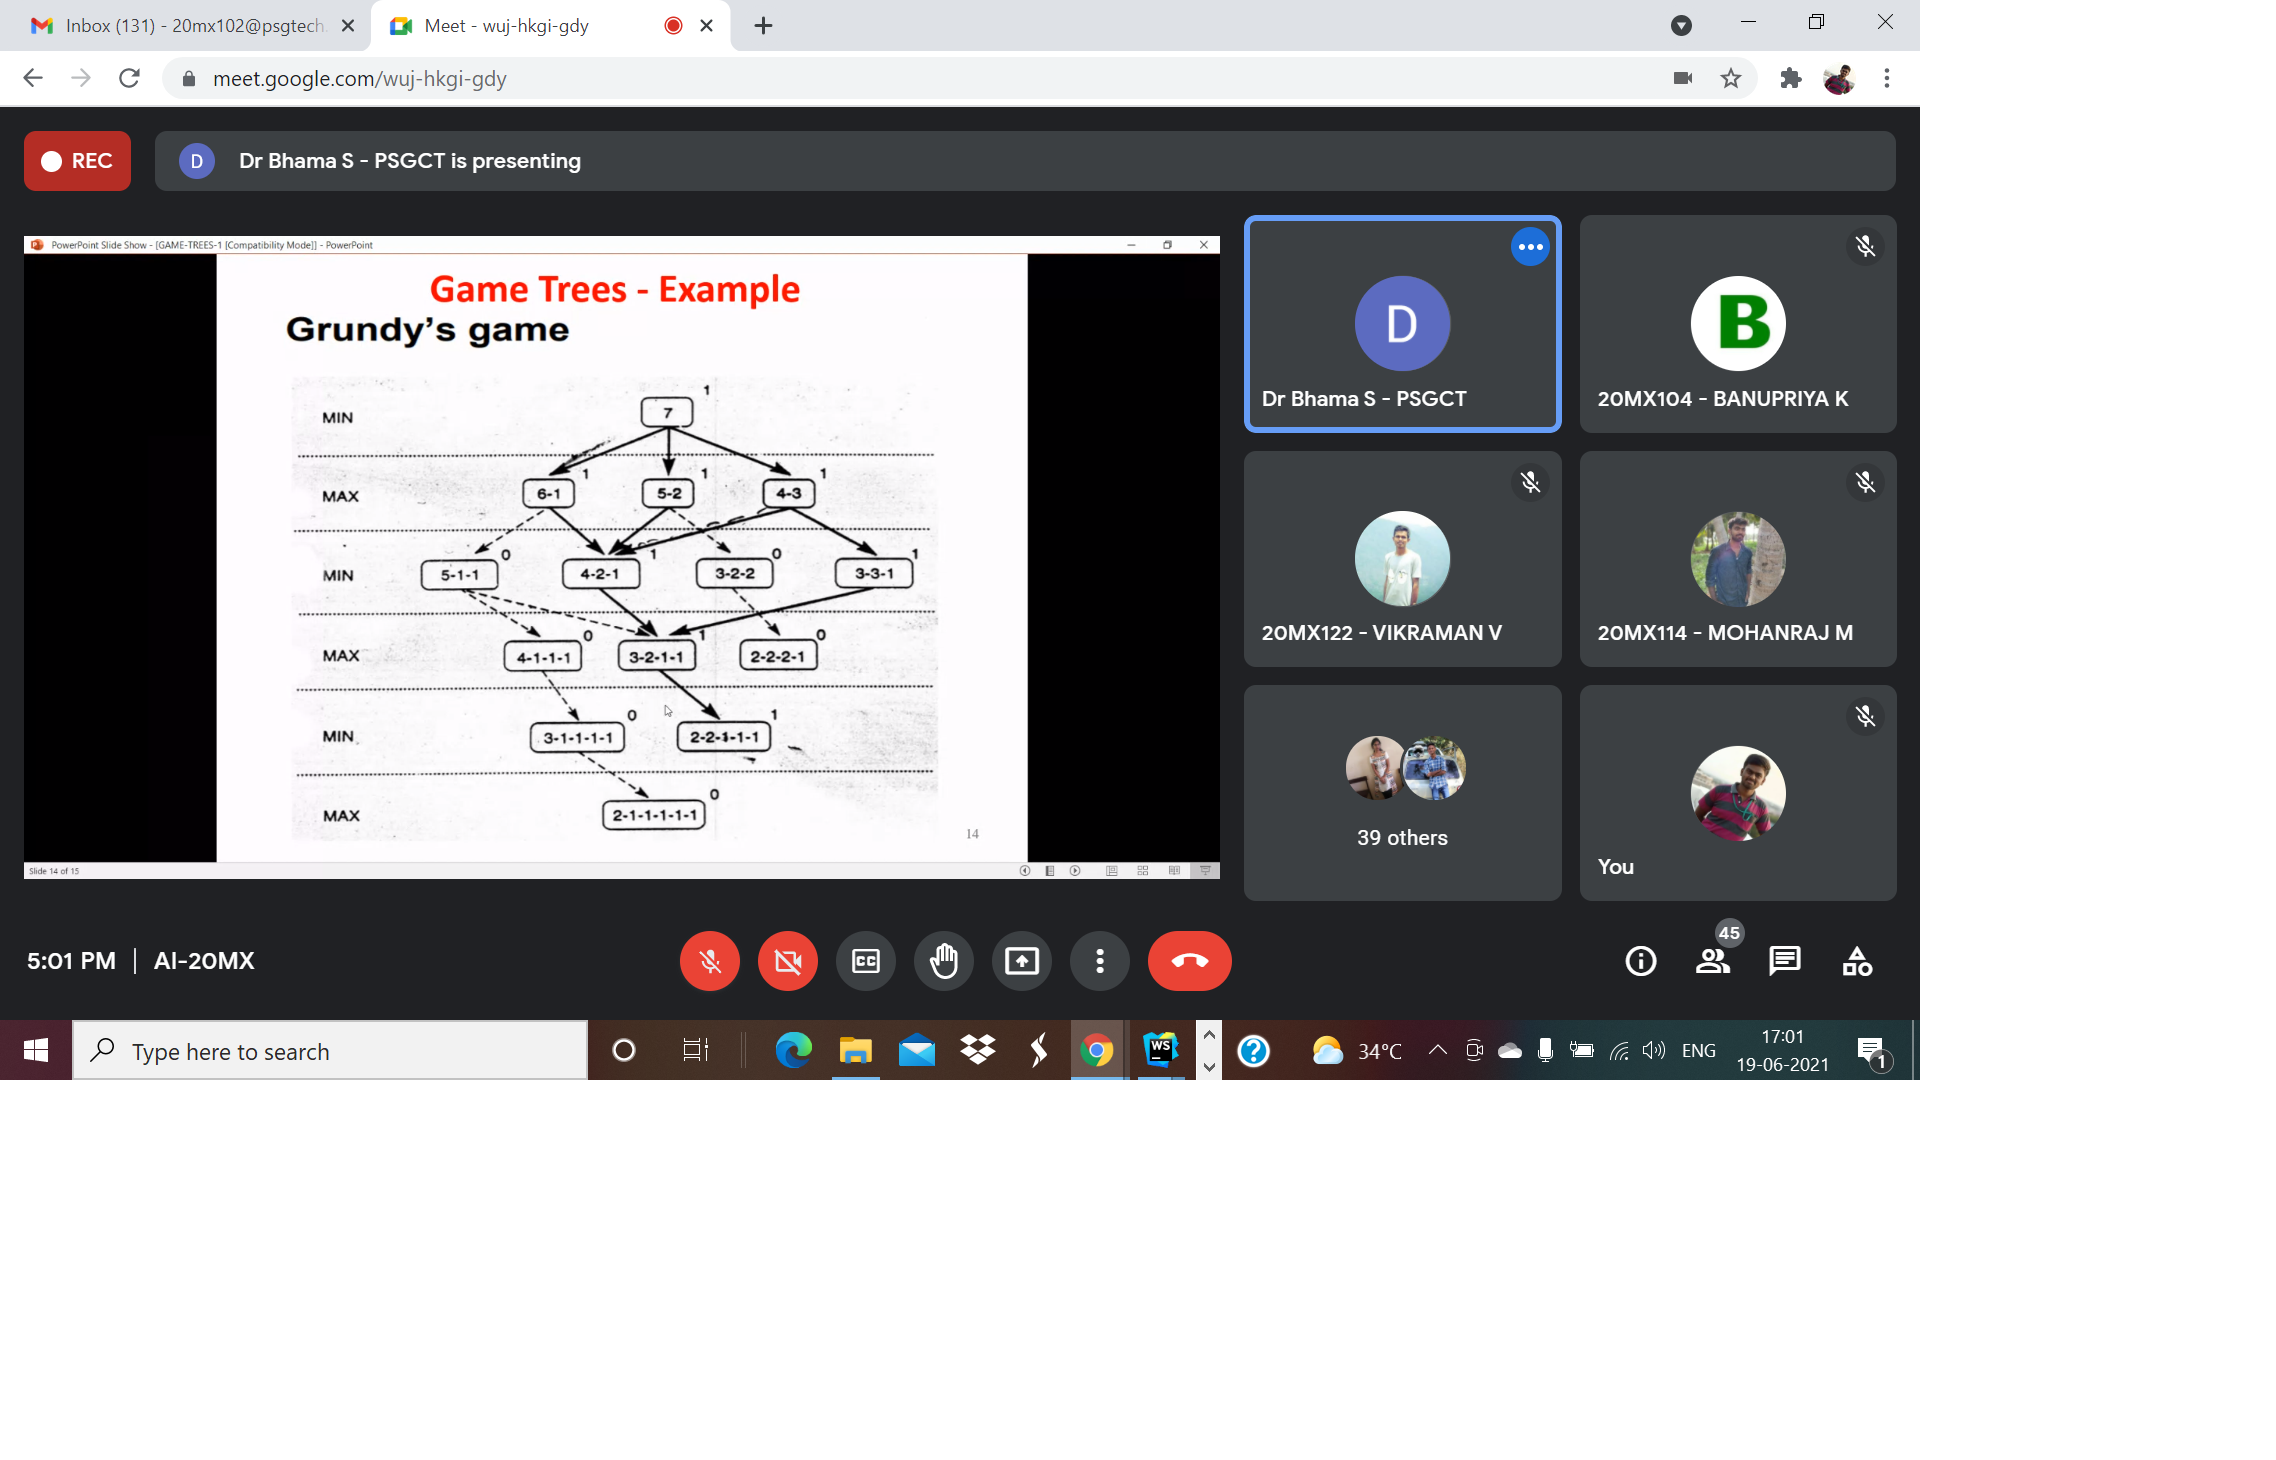 Inbox (131) - 20mx102@psgtech.
Meet - wuj-hkgi-gdy
meet.google.com/wuj-hkgi-gdy
REC
D
Dr Bhama S - PSGCT is presenting
PowerPoint Slide Show - [GAME-TREES-1 [Compatibility Mode]] - PowerPoint
Game Trees - Example
Grundy's game
MIN
7
1
MAX
6-1
1
5-2
1
4-3
1
MIN
5-1-1
0
4-2-1
1
3-2-2
0
3-3-1
1
MAX
4-1-1-1
0
3-2-1-1
1
2-2-2-1
0
MIN
3-1-1-1-1
0
2-2-1-1-1
1
MAX
2-1-1-1-1-1
0
14
Slide 14 of 15
D
Dr Bhama S - PSGCT
B
20MX104 - BANUPRIYA K
20MX122 - VIKRAMAN V
20MX114 - MOHANRAJ M
39 others
You
5:01 PM | AI-20MX
CC
45
Type here to search
WS
34°C
ENG
17:01
19-06-2021
1